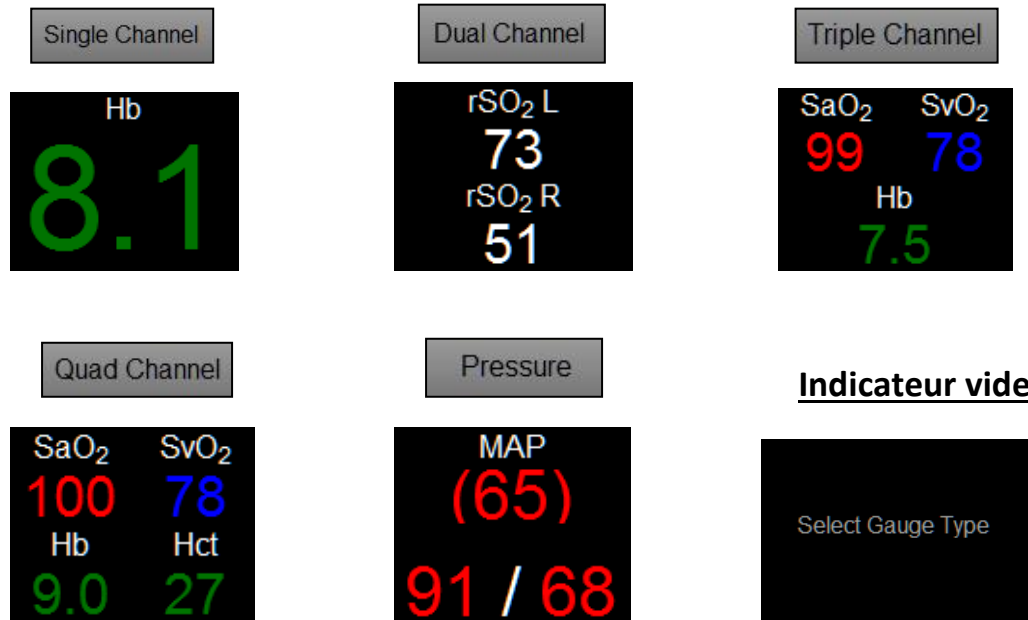 Single Channel
Hb
8.1
Dual Channel
rSO₂ L
73
rSO₂ R
51
Triple Channel
SaO₂ SvO₂
99 78
Hb
7.5
Quad Channel
SaO₂ SvO₂
100 78
Hb Hct
9.0 27
Pressure
MAP
(65)
91 / 68
Indicateur vide
Select Gauge Type